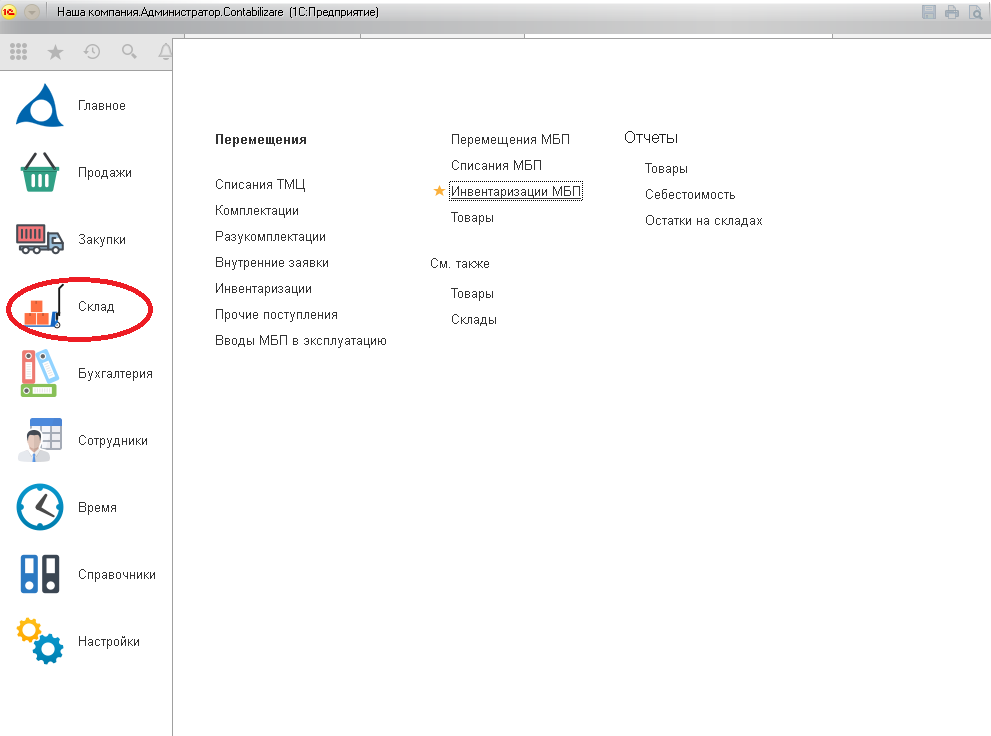 1С Наша компания.Администратор.Contabilizare (1С:Предприятие)
Главное
Продажи
Закупки
Склад
Бухгалтерия
Сотрудники
Время
Справочники
Настройки
Перемещения
Списания ТМЦ
Комплектации
Разукомплектации
Внутренние заявки
Инвентаризации
Прочие поступления
Вводы МБП в эксплуатацию
Перемещения МБП
Списания МБП
Инвентаризации МБП
Товары
См. также
Товары
Склады
Отчеты
Товары
Себестоимость
Остатки на складах